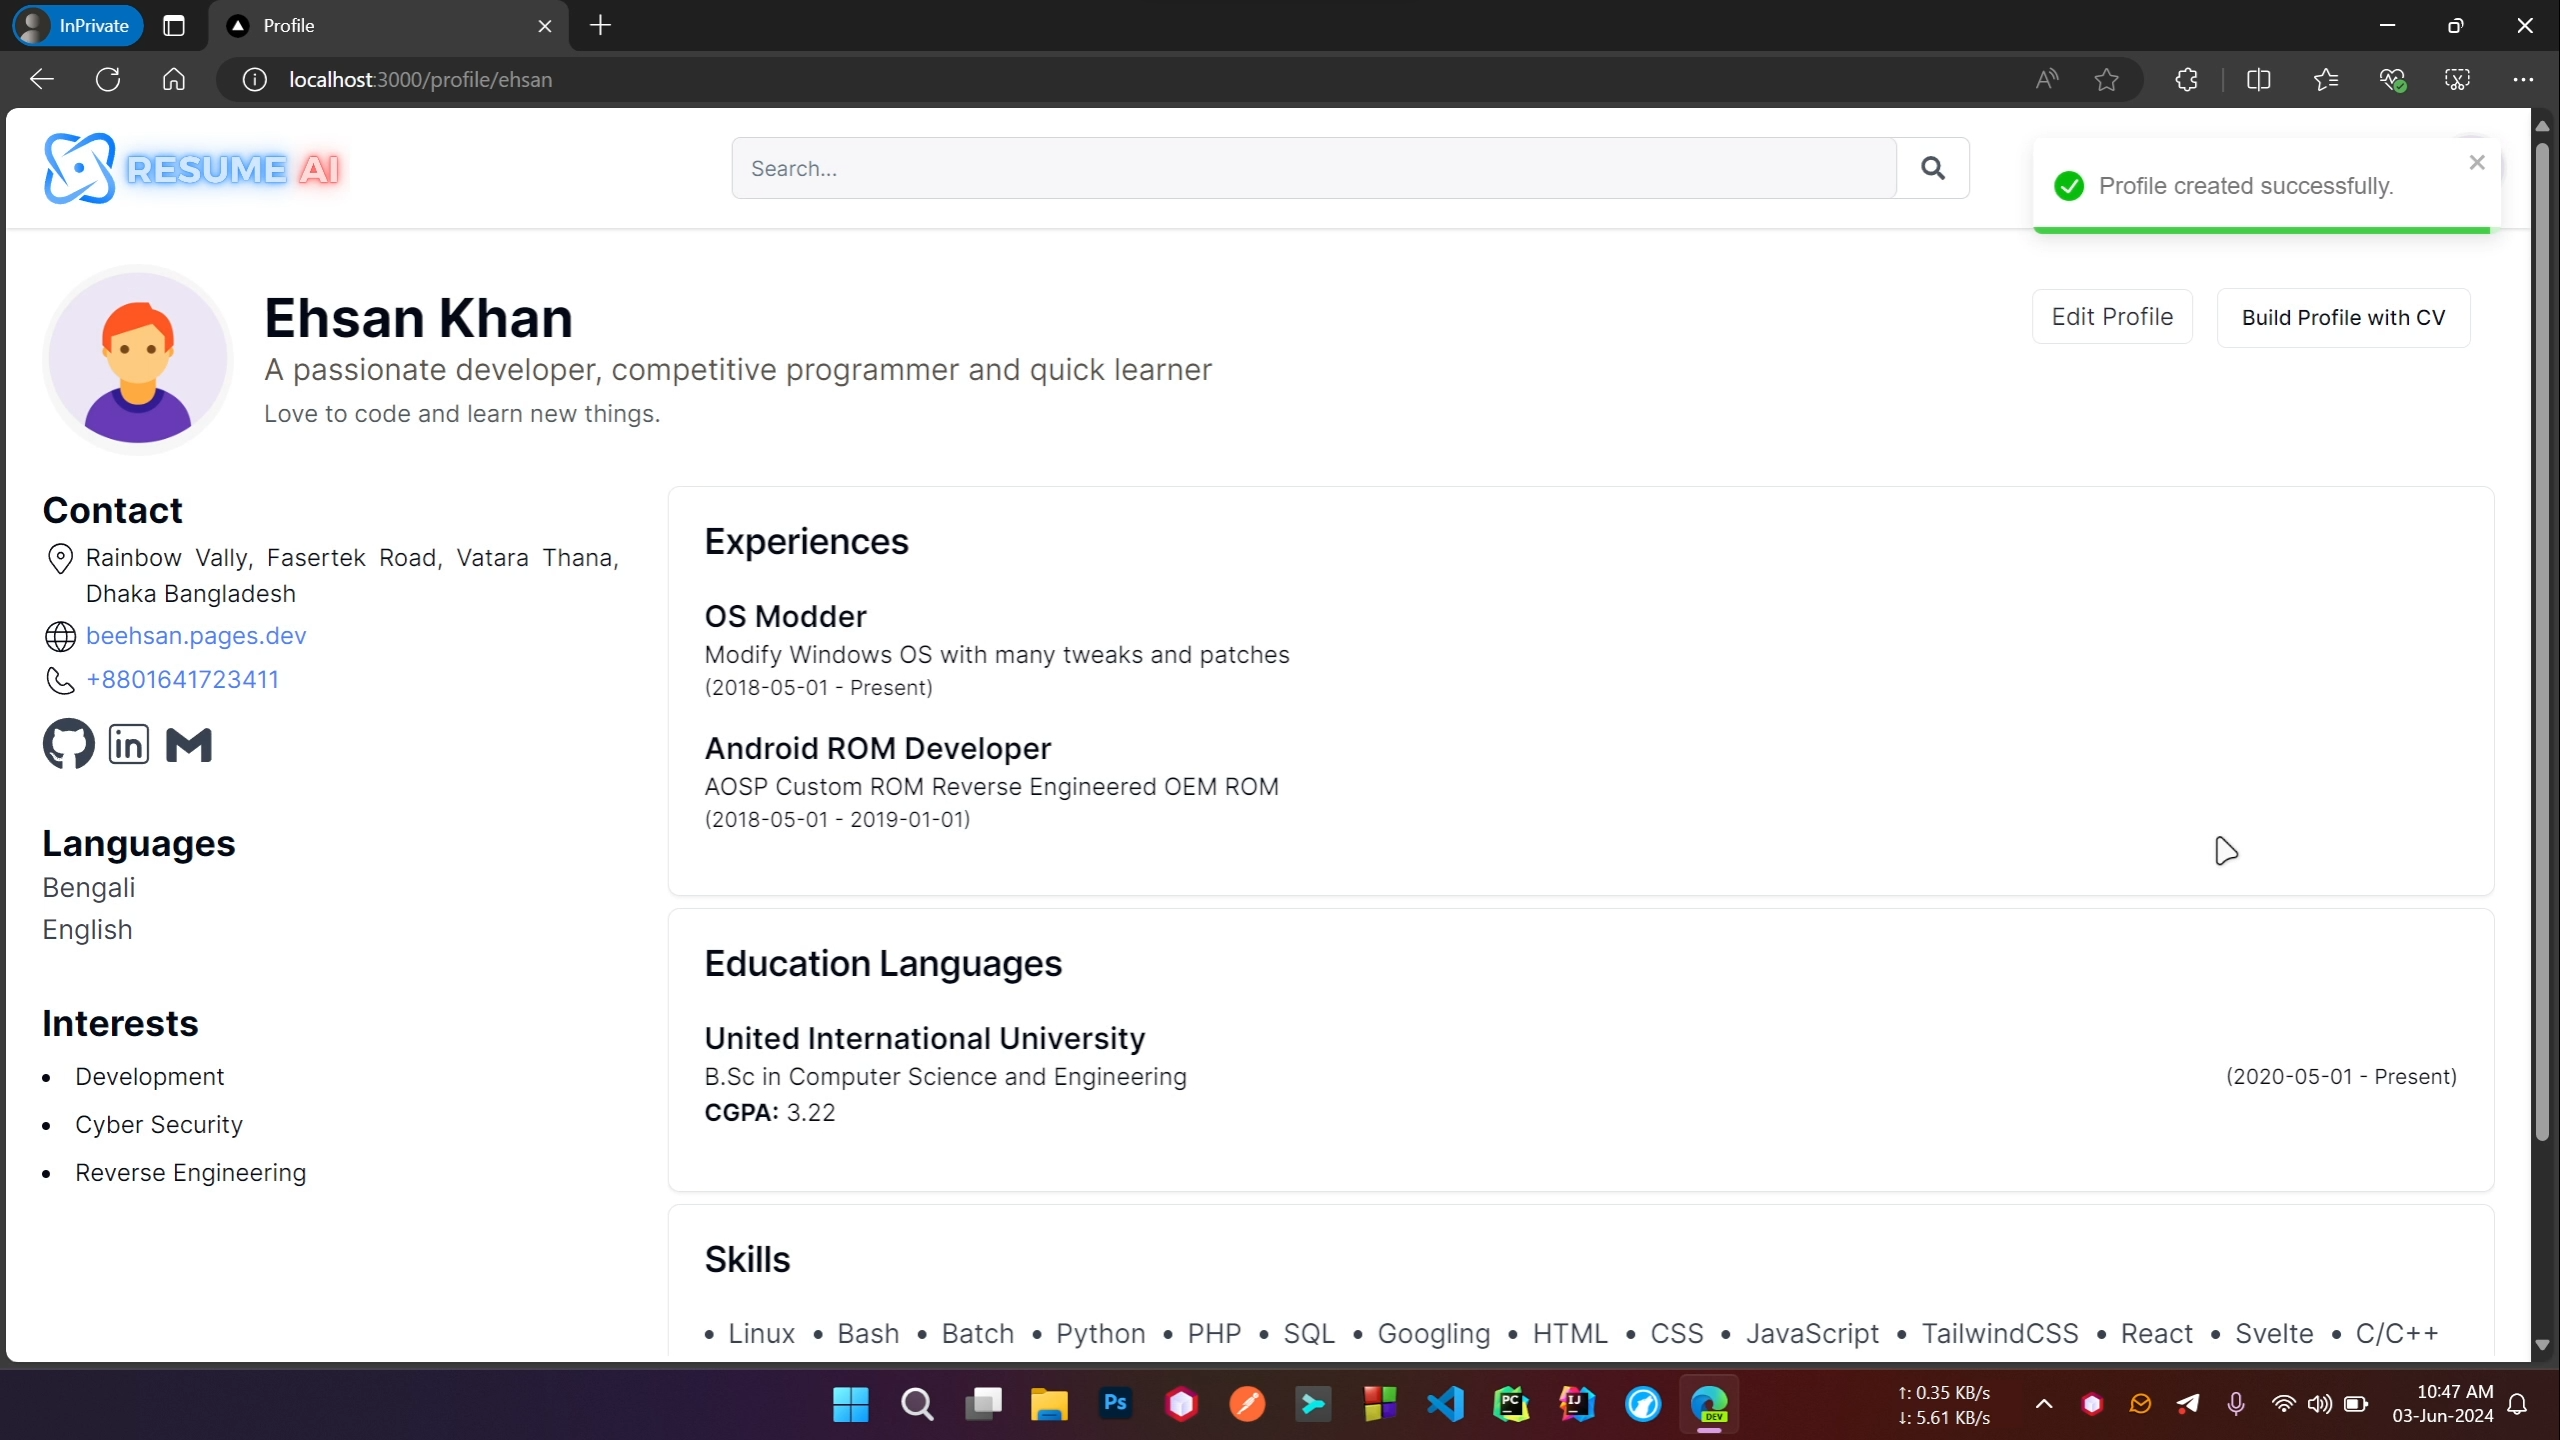 InPrivate
Profile
localhost:3000/profile/ehsan
RESUME AI
Search...
Profile created successfully.
Ehsan Khan
A passionate developer, competitive programmer and quick learner
Love to code and learn new things.
Edit Profile
Build Profile with CV
Contact
Rainbow Vally, Fasertek Road, Vatara Thana,
Dhaka Bangladesh
beehsan.pages.dev
+8801641723411
Languages
Bengali
English
Interests
• Development
• Cyber Security
• Reverse Engineering
Experiences
OS Modder
Modify Windows OS with many tweaks and patches
(2018-05-01 - Present)
Android ROM Developer
AOSP Custom ROM Reverse Engineered OEM ROM
(2018-05-01 - 2019-01-01)
Education Languages
United International University
B.Sc in Computer Science and Engineering
(2020-05-01 - Present)
CGPA: 3.22
Skills
• Linux • Bash • Batch • Python • PHP • SQL • Googling • HTML • CSS • JavaScript • TailwindCSS • React • Svelte • C/C++
Ps
PC
IJ
DEV
↑: 0.35 KB/s
↓: 5.61 KB/s
10:47 AM
03-Jun-2024